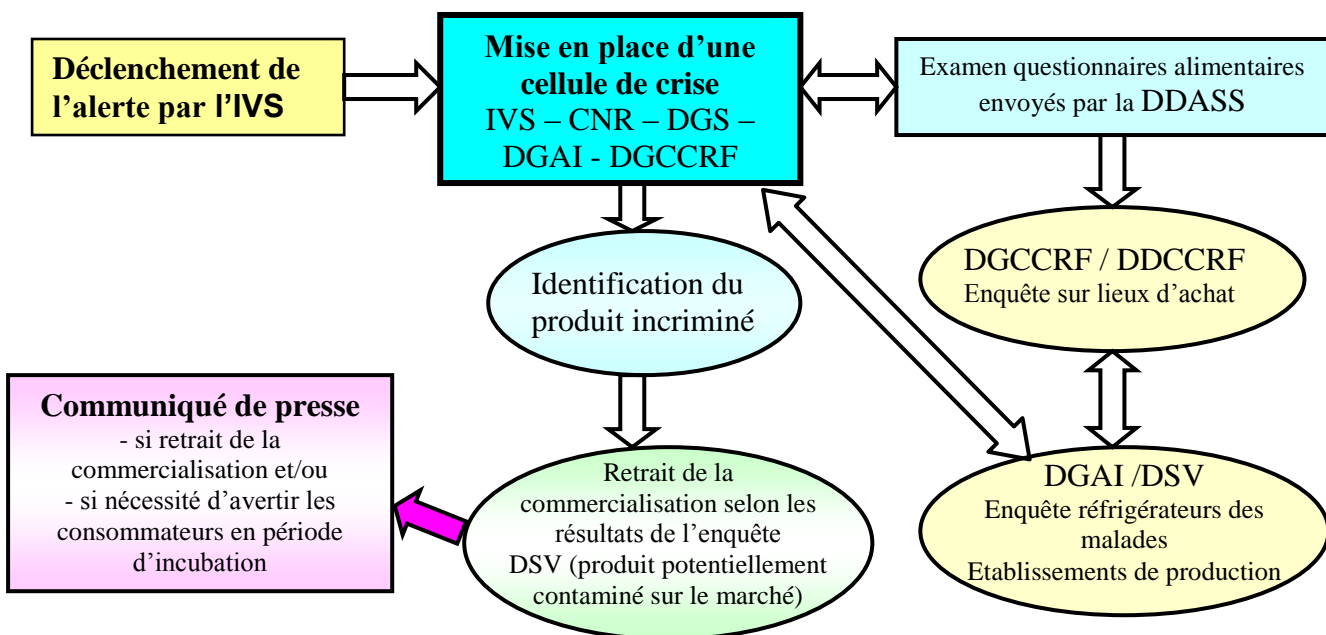 Déclenchement de
l'alerte par l'IVS
Mise en place d'une
cellule de crise
IVS – CNR – DGS –
DGAI - DGCCRF
Examen questionnaires alimentaires
envoyés par la DDASS
DGCCRF / DDCCRF
Enquête sur lieux d'achat
Identification du
produit incriminé
Communiqué de presse
- si retrait de la
commercialisation et/ou
- si nécessité d'avertir les
consommateurs en période
d'incubation
Retrait de la
commercialisation selon les
résultats de l'enquête
DSV (produit potentiellement
contaminé sur le marché)
DGAI /DSV
Enquête réfrigérateurs des
malades
Etablissements de production